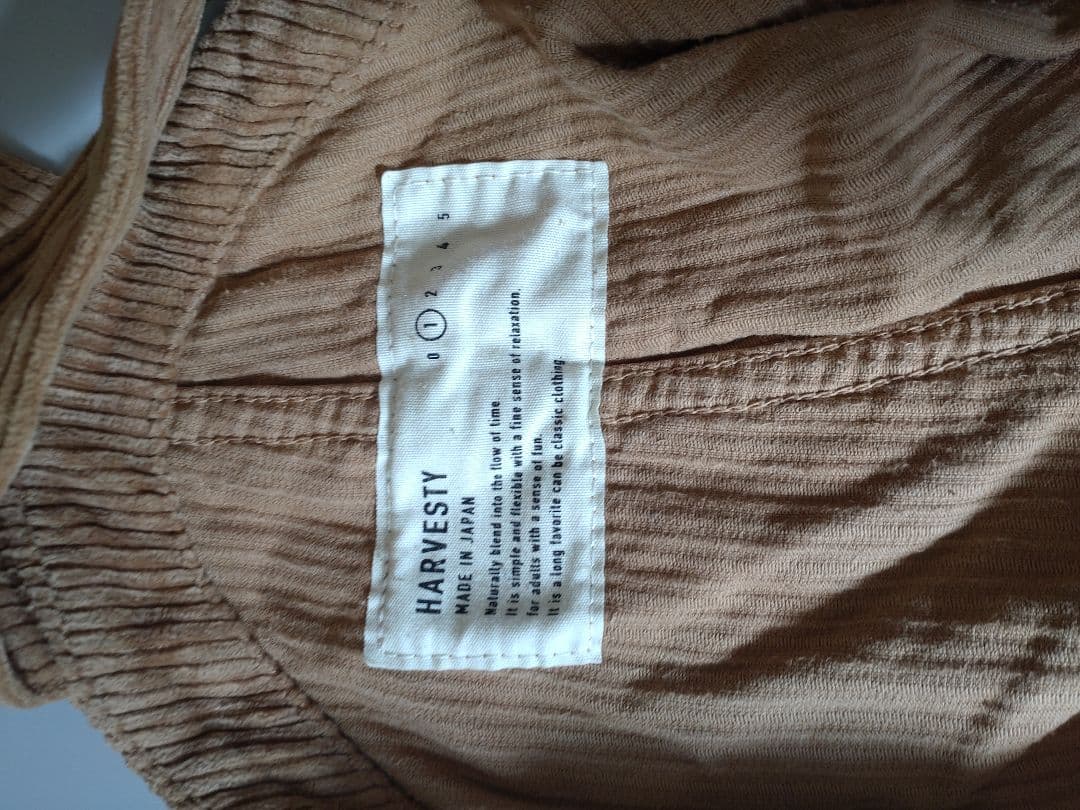 HARVESTY
0 1 2 3 4 5
MADE IN JAPAN
Naturally blend into the flow of time.
It is simple and flexible with a fine sense of relaxation,
for adults with a sense of fun.
It is a long favorite can be classic clothing.